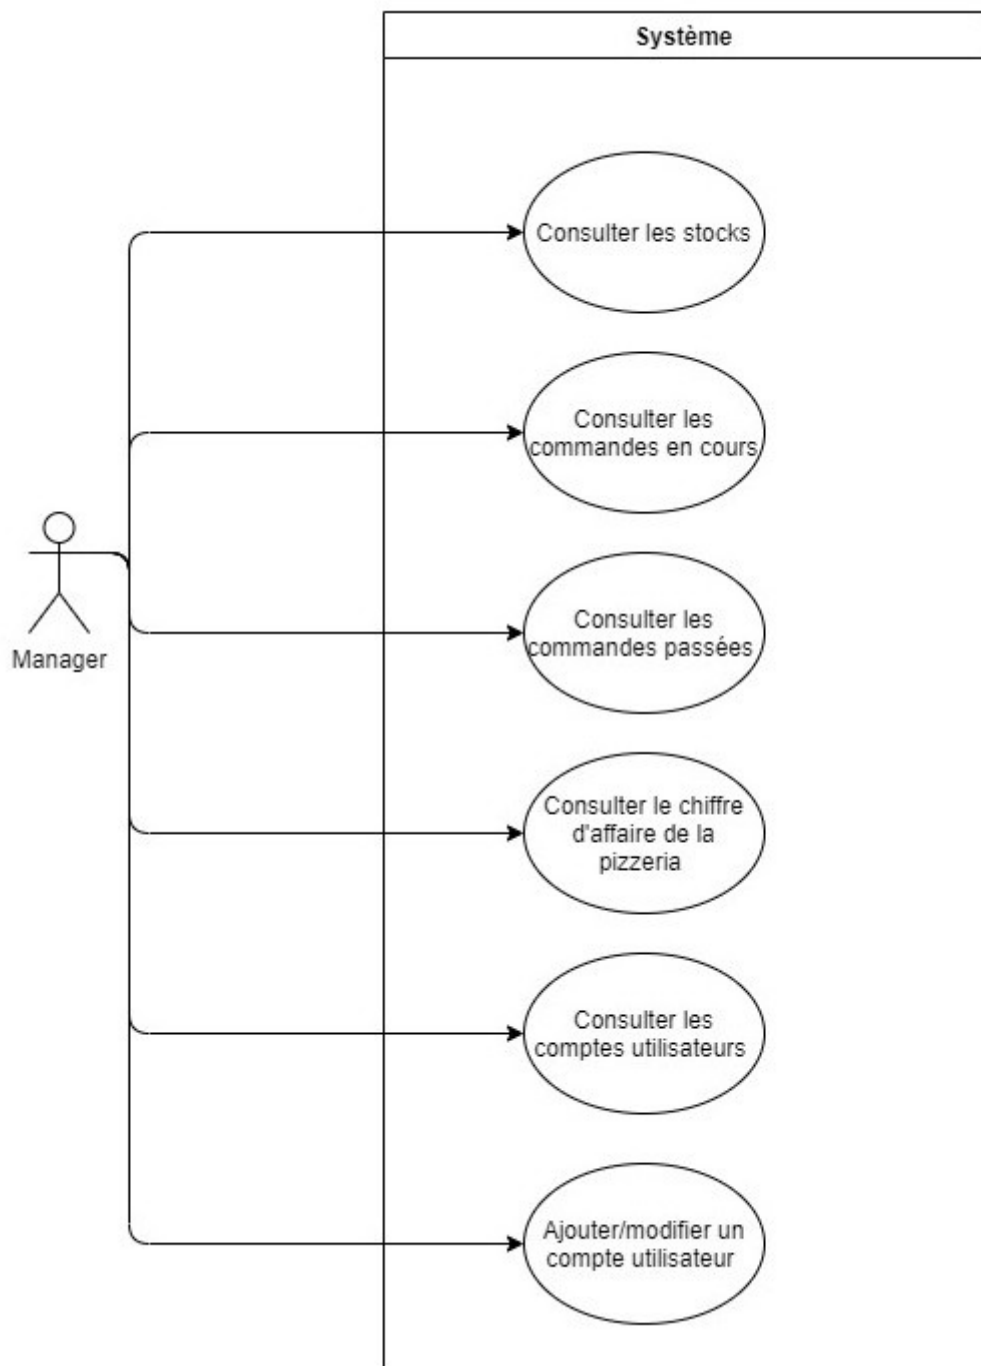 Système
Consulter les stocks
Consulter les
commandes en cours
Manager
Consulter les
commandes passées
Consulter le chiffre
d'affaire de la
pizzeria
Consulter les
comptes utilisateurs
Ajouter/modifier un
compte utilisateur